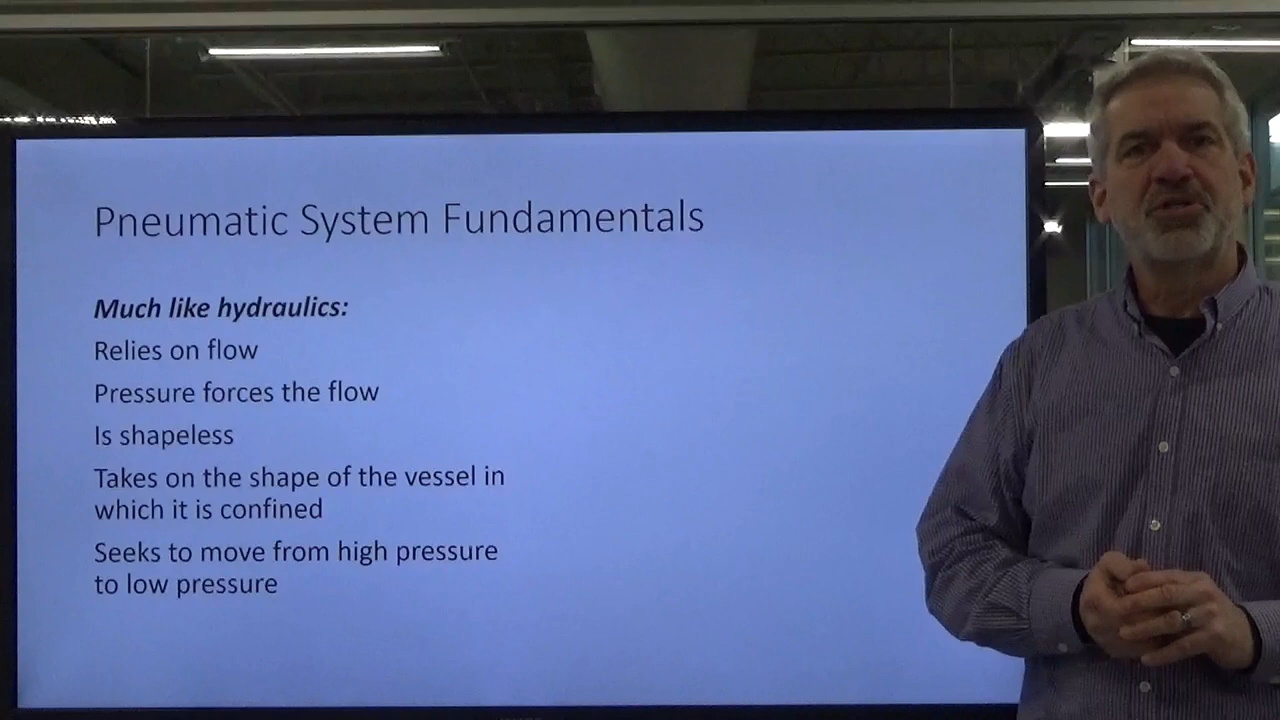 Pneumatic System Fundamentals
Much like hydraulics:
Relies on flow
Pressure forces the flow
Is shapeless
Takes on the shape of the vessel in
which it is confined
Seeks to move from high pressure
to low pressure